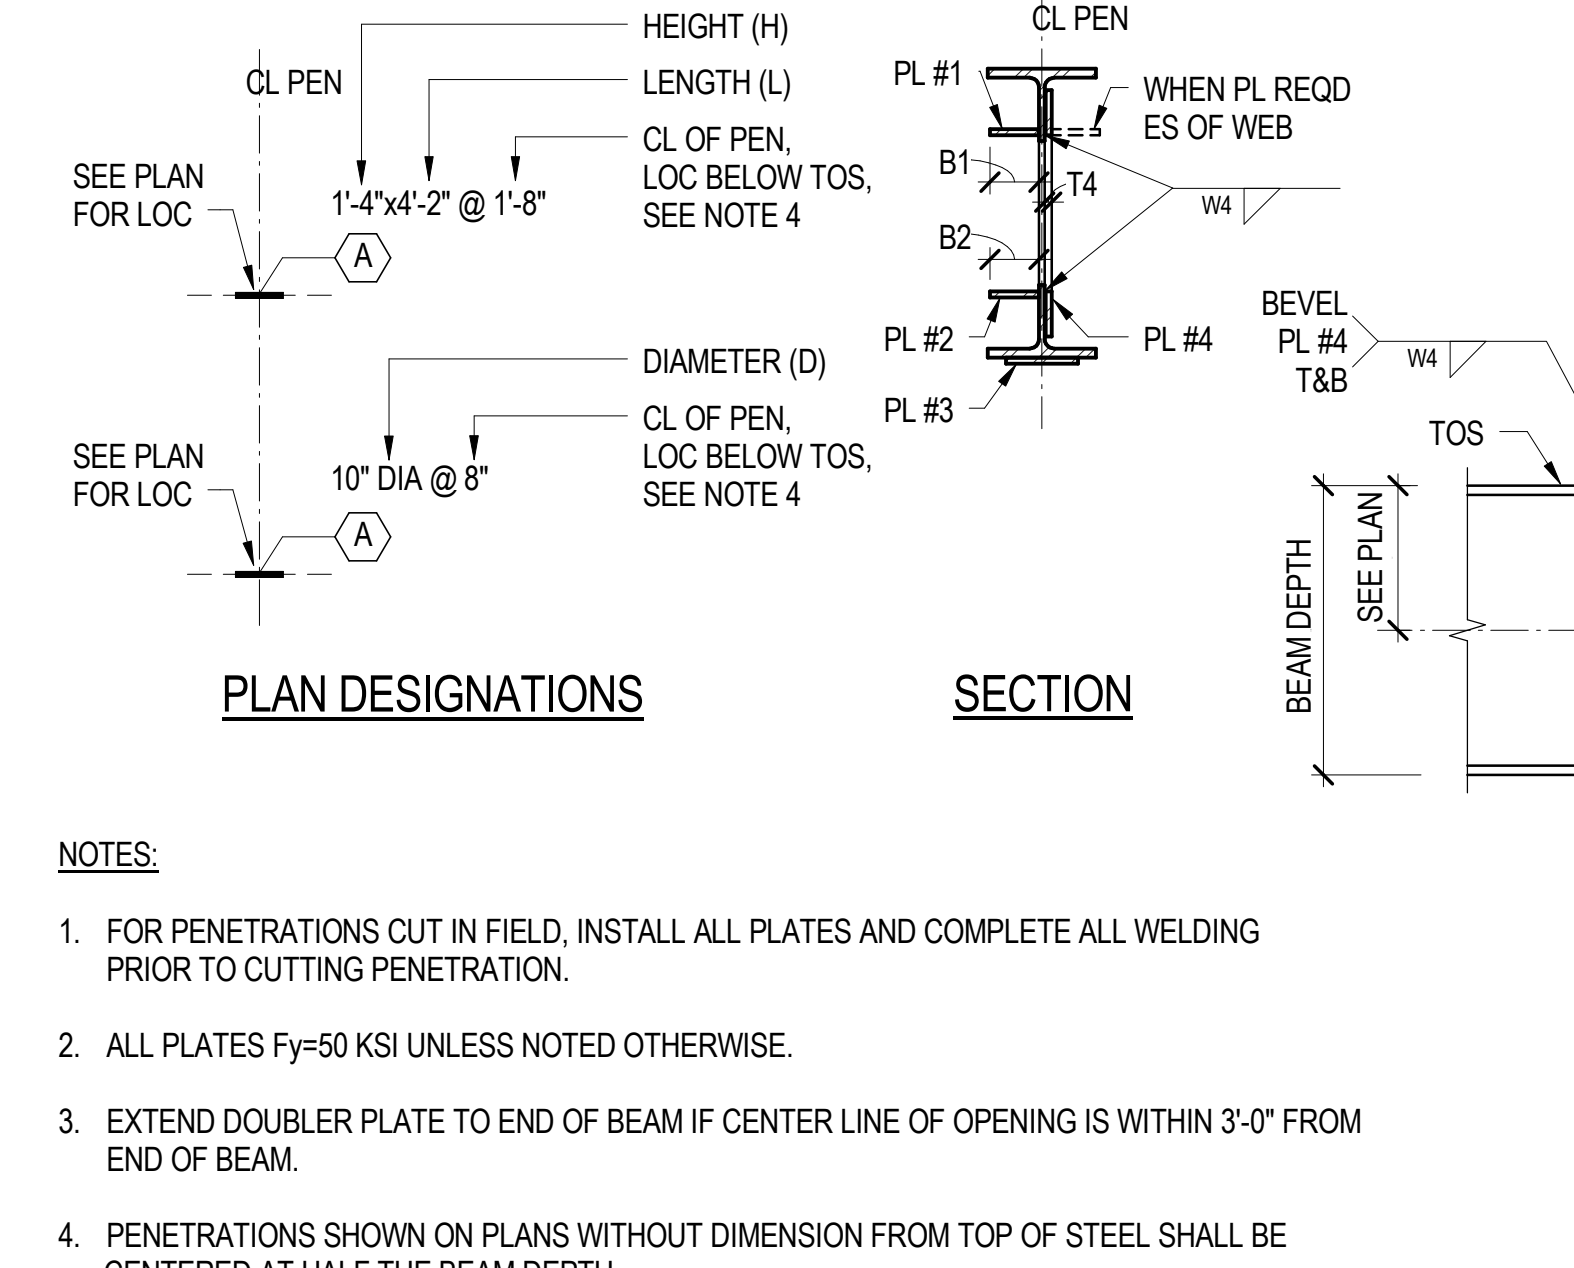 HEIGHT (H)
CL PEN
LENGTH (L)
CL OF PEN,
LOC BELOW TOS,
SEE NOTE 4
SEE PLAN
FOR LOC
1'-4"x4'-2" @ 1'-8"
A
DIAMETER (D)
CL OF PEN,
LOC BELOW TOS,
SEE NOTE 4
SEE PLAN
FOR LOC
10" DIA @ 8"
A
PLAN DESIGNATIONS
CL PEN
PL #1
WHEN PL REQD
ES OF WEB
B1
T4
W4
B2
PL #2
PL #4
PL #3
SECTION
BEVEL
PL #4
T&B
W4
TOS
SEE PLAN
BEAM DEPTH
NOTES:
1. FOR PENETRATIONS CUT IN FIELD, INSTALL ALL PLATES AND COMPLETE ALL WELDING
PRIOR TO CUTTING PENETRATION.
2. ALL PLATES Fy=50 KSI UNLESS NOTED OTHERWISE.
3. EXTEND DOUBLER PLATE TO END OF BEAM IF CENTER LINE OF OPENING IS WITHIN 3'-0" FROM
END OF BEAM.
4. PENETRATIONS SHOWN ON PLANS WITHOUT DIMENSION FROM TOP OF STEEL SHALL BE
CENTERED AT HALF THE BEAM DEPTH